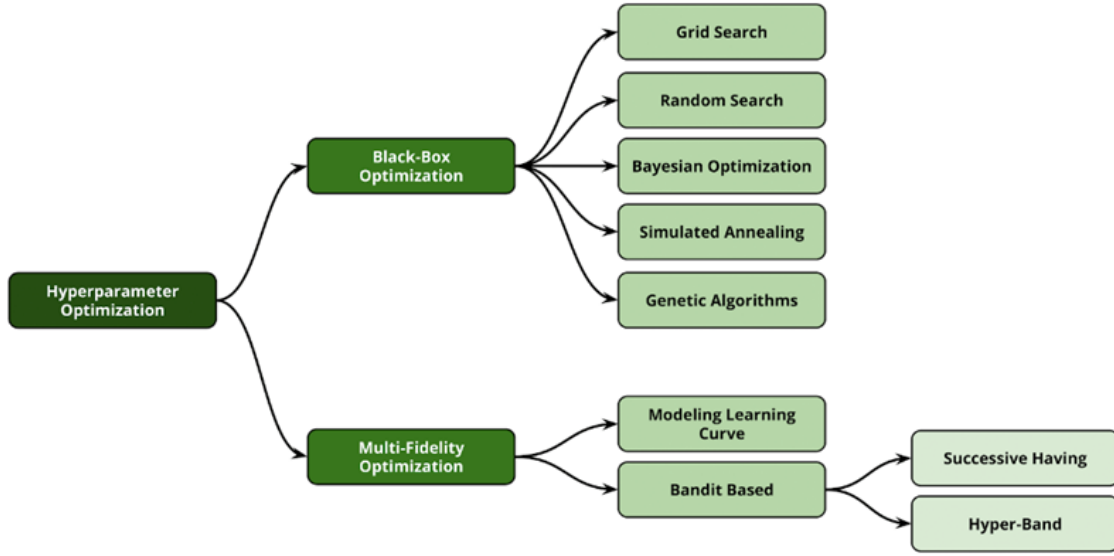 Hyperparameter
Optimization
Black-Box
Optimization
Grid Search
Random Search
Bayesian Optimization
Simulated Annealing
Genetic Algorithms
Multi-Fidelity
Optimization
Modeling Learning
Curve
Bandit Based
Successive Having
Hyper-Band